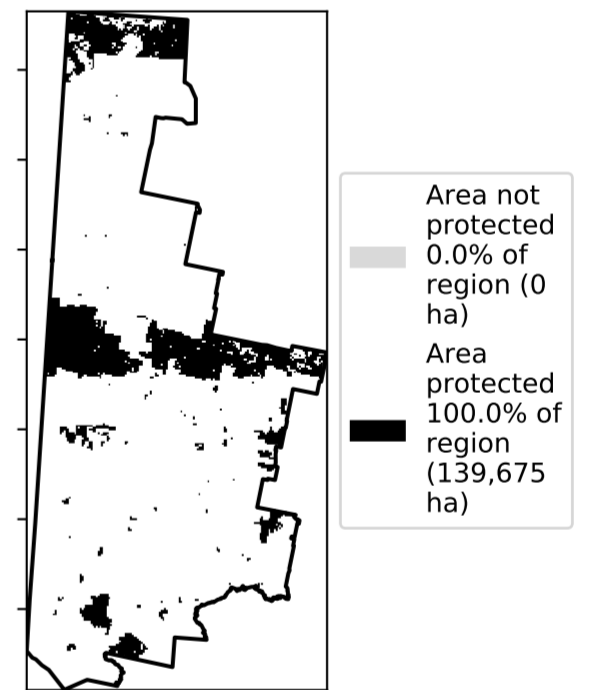 Area not
protected
0.0% of
region (0
ha)
Area
protected
100.0% of
region
(139,675
ha)